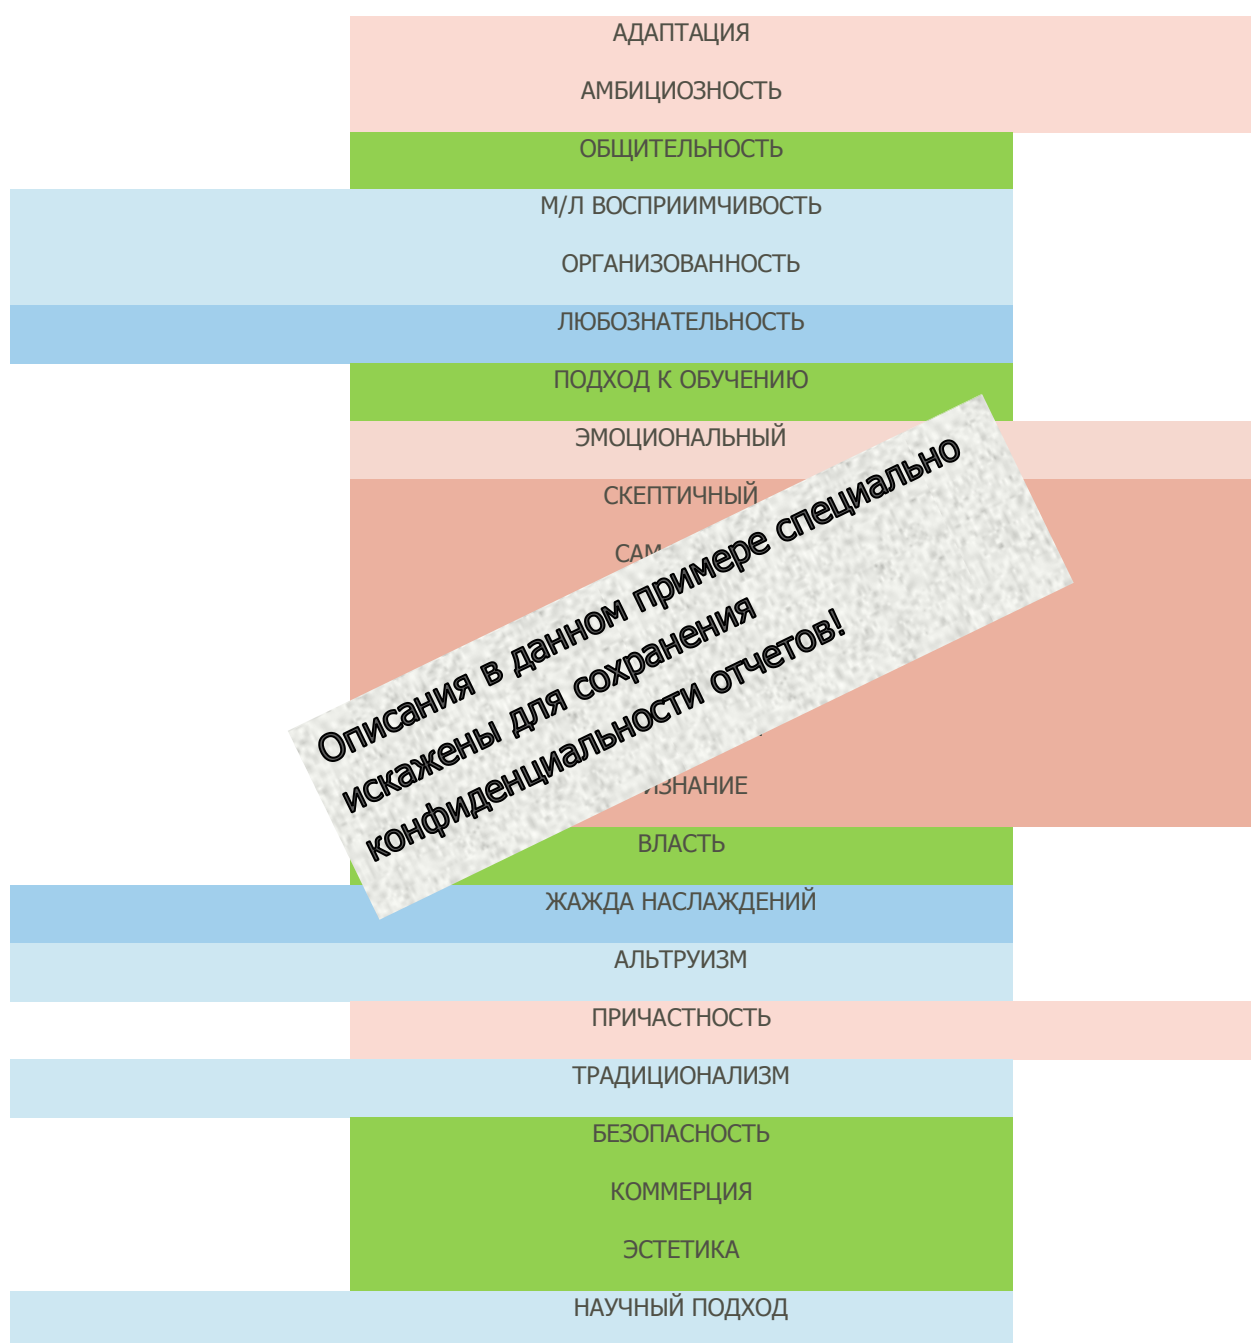 АДАПТАЦИЯ
АМБИЦИОЗНОСТЬ
ОБЩИТЕЛЬНОСТЬ
М/Л ВОСПРИИМЧИВОСТЬ
ОРГАНИЗОВАННОСТЬ
ЛЮБОЗНАТЕЛЬНОСТЬ
ПОДХОД К ОБУЧЕНИЮ
ЭМОЦИОНАЛЬНЫЙ
СКЕПТИЧНЫЙ
Описания в данном примере специально
искажены для сохранения
конфиденциальности отчетов!
ВЛАСТЬ
ЖАЖДА НАСЛАЖДЕНИЙ
АЛЬТРУИЗМ
ПРИЧАСТНОСТЬ
ТРАДИЦИОНАЛИЗМ
БЕЗОПАСНОСТЬ
КОММЕРЦИЯ
ЭСТЕТИКА
НАУЧНЫЙ ПОДХОД